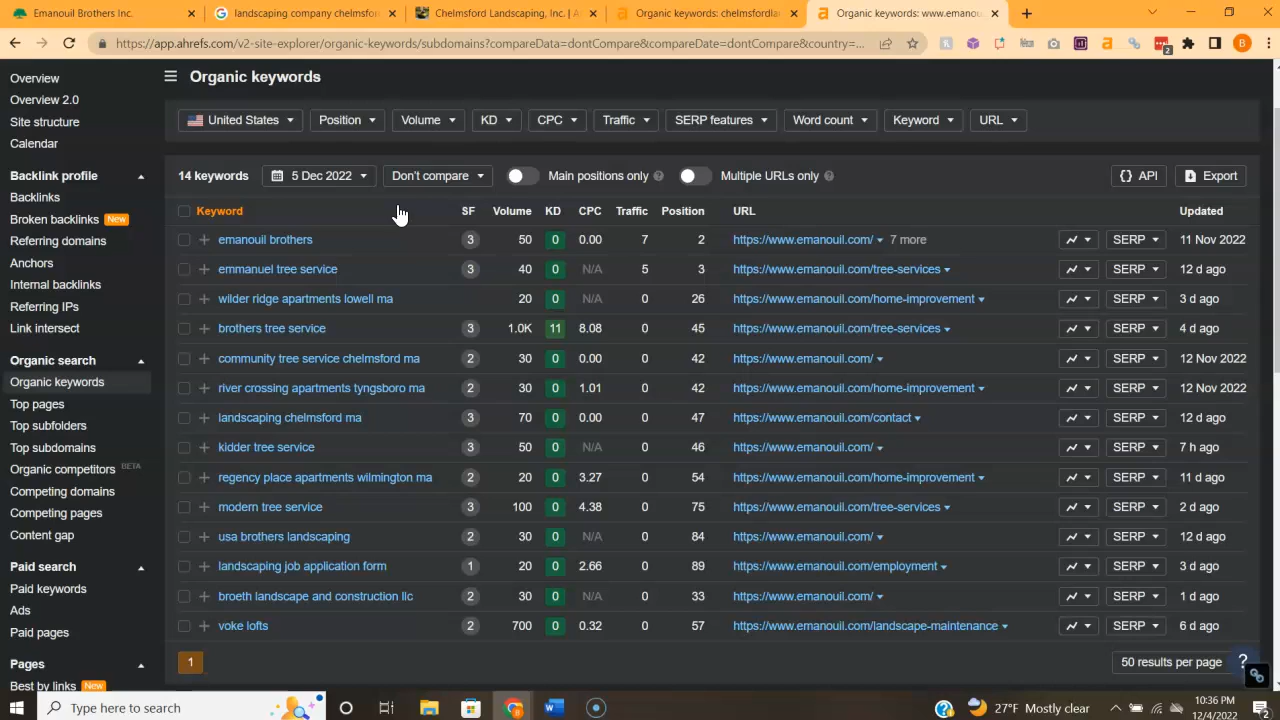 Emanouil Brothers Inc.
landscaping company chelmsfor
Chelmsford Landscaping, Inc. | A
Organic keywords: chelmsfordla
Organic keywords: www.emanou
https://app.ahrefs.com/v2-site-explorer/organic-keywords/subdomains?compareData=dontCompare&compareDate=dontCompare&country=...
2
B
Overview
Overview 2.0
Site structure
Calendar
Backlink profile
Backlinks
Broken backlinks New
Referring domains
Anchors
Internal backlinks
Referring IPs
Link intersect
Organic search
Organic keywords
Top pages
Top subfolders
Top subdomains
Organic competitors BETA
Competing domains
Competing pages
Content gap
Paid search
Paid keywords
Ads
Paid pages
Pages
Best by links New
Organic keywords
United States Position Volume KD CPC Traffic SERP features Word count Keyword URL
14 keywords 5 Dec 2022 Don't compare Main positions only ? Multiple URLs only ? {} API Export
Keyword SF Volume KD CPC Traffic Position URL Updated
emanouil brothers 3 50 0 0.00 7 2 https://www.emanouil.com/ 7 more SERP 11 Nov 2022
emmanuel tree service 3 40 0 N/A 5 3 https://www.emanouil.com/tree-services SERP 12 d ago
wilder ridge apartments lowell ma 20 0 N/A 0 26 https://www.emanouil.com/home-improvement SERP 3 d ago
brothers tree service 3 1.0K 11 8.08 0 45 https://www.emanouil.com/tree-services SERP 4 d ago
community tree service chelmsford ma 2 30 0 0.00 0 42 https://www.emanouil.com/ SERP 12 Nov 2022
river crossing apartments tyngsboro ma 2 30 0 1.01 0 42 https://www.emanouil.com/home-improvement SERP 12 Nov 2022
landscaping chelmsford ma 3 70 0 0.00 0 47 https://www.emanouil.com/contact SERP 12 d ago
kidder tree service 3 50 0 N/A 0 46 https://www.emanouil.com/ SERP 7 h ago
regency place apartments wilmington ma 2 20 0 3.27 0 54 https://www.emanouil.com/home-improvement SERP 11 d ago
modern tree service 3 100 0 4.38 0 75 https://www.emanouil.com/tree-services SERP 2 d ago
usa brothers landscaping 2 30 0 N/A 0 84 https://www.emanouil.com/ SERP 12 d ago
landscaping job application form 1 20 0 2.66 0 89 https://www.emanouil.com/employment SERP 3 d ago
broeth landscape and construction llc 2 30 0 N/A 0 33 https://www.emanouil.com/ SERP 1 d ago
voke lofts 2 700 0 0.32 0 57 https://www.emanouil.com/landscape-maintenance SERP 6 d ago
1 50 results per page ?
Type here to search
27°F Mostly clear
10:36 PM
12/4/2022
2